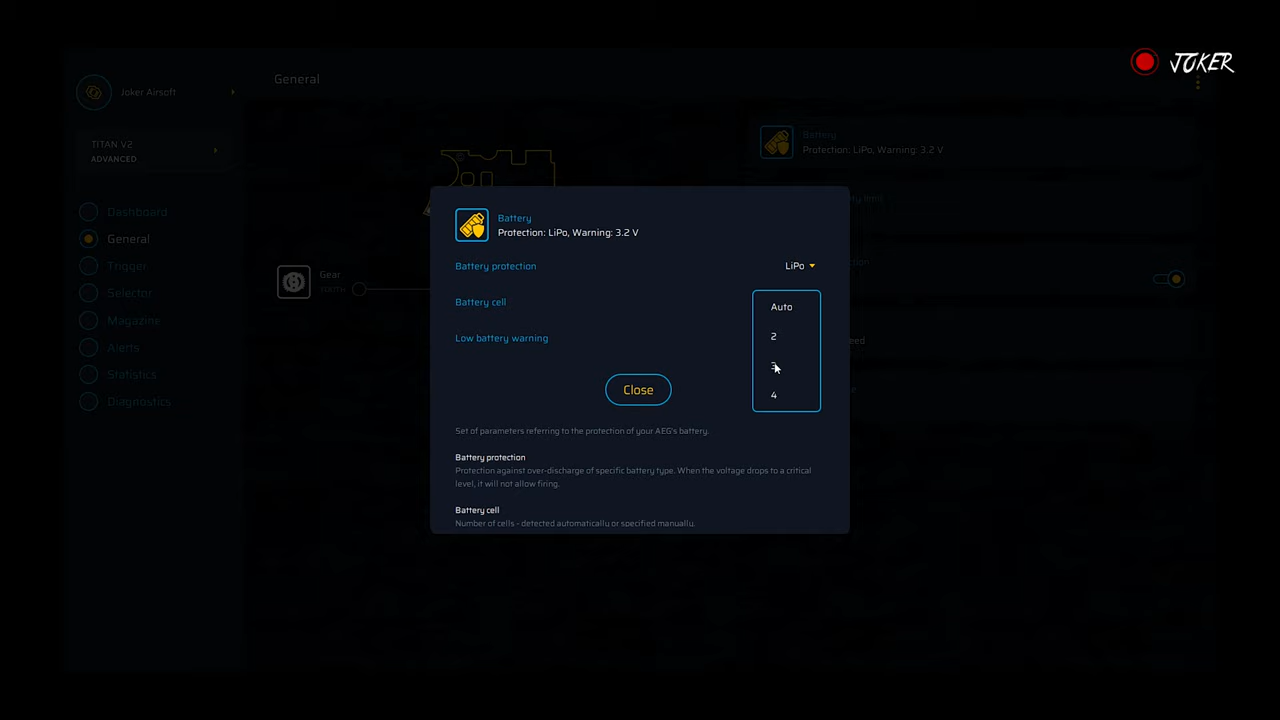 JOKER
General
Joker Airsoft
TITAN V2
ADVANCED
Battery
Protection: LiPo, Warning: 3.2 V
Dashboard
General
Trigger
Selector
Magazine
Alerts
Statistics
Diagnostics
Gear
Battery
Protection: LiPo, Warning: 3.2 V
Battery protection
LiPo
Battery cell
Auto
2
3
4
Low battery warning
Close
Set of parameters referring to the protection of your AEG's battery.
Battery protection
Protection against over-discharge of specific battery type. When the voltage drops to a critical
level, it will not allow firing.
Battery cell
Number of cells - detected automatically or specified manually.